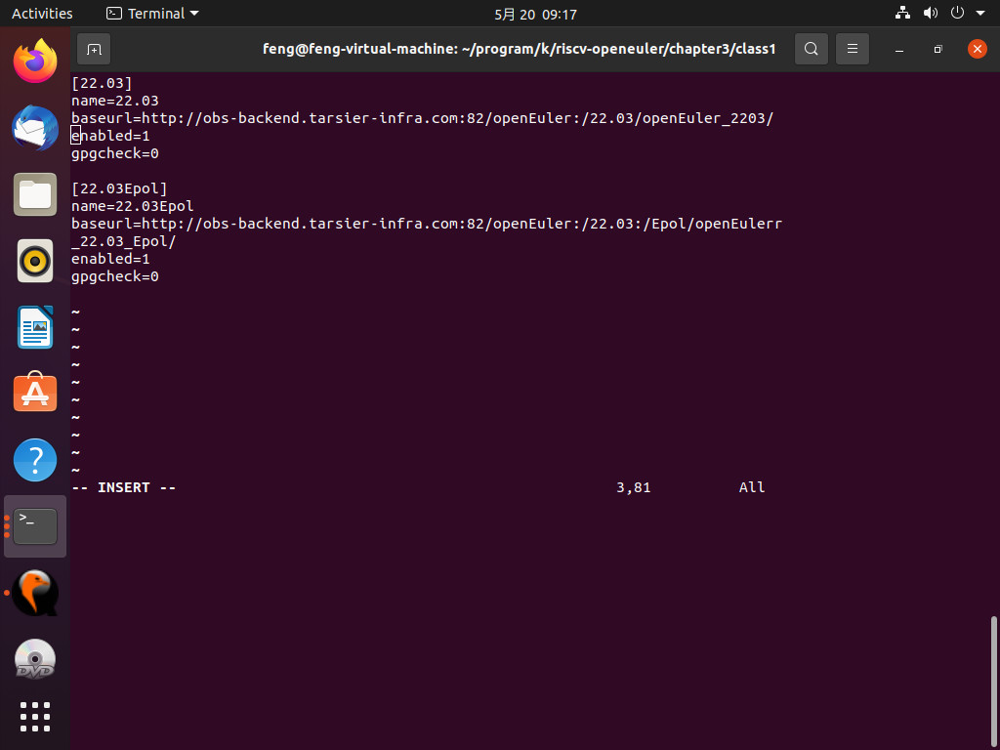 Activities
Terminal
5月 20 09:17
feng@feng-virtual-machine: ~/program/k/riscv-openeuler/chapter3/class1
[22.03]
name=22.03
baseurl=http://obs-backend.tarsier-infra.com:82/openEuler:/22.03/openEuler_2203/
enabled=1
gpgcheck=0
[22.03Epol]
name=22.03Epol
baseurl=http://obs-backend.tarsier-infra.com:82/openEuler:/22.03:/Epol/openEulerr
_22.03_Epol/
enabled=1
gpgcheck=0
~
~
~
~
~
~
~
~
~
~
-- INSERT -- 3,81 All
>_
?
DVD